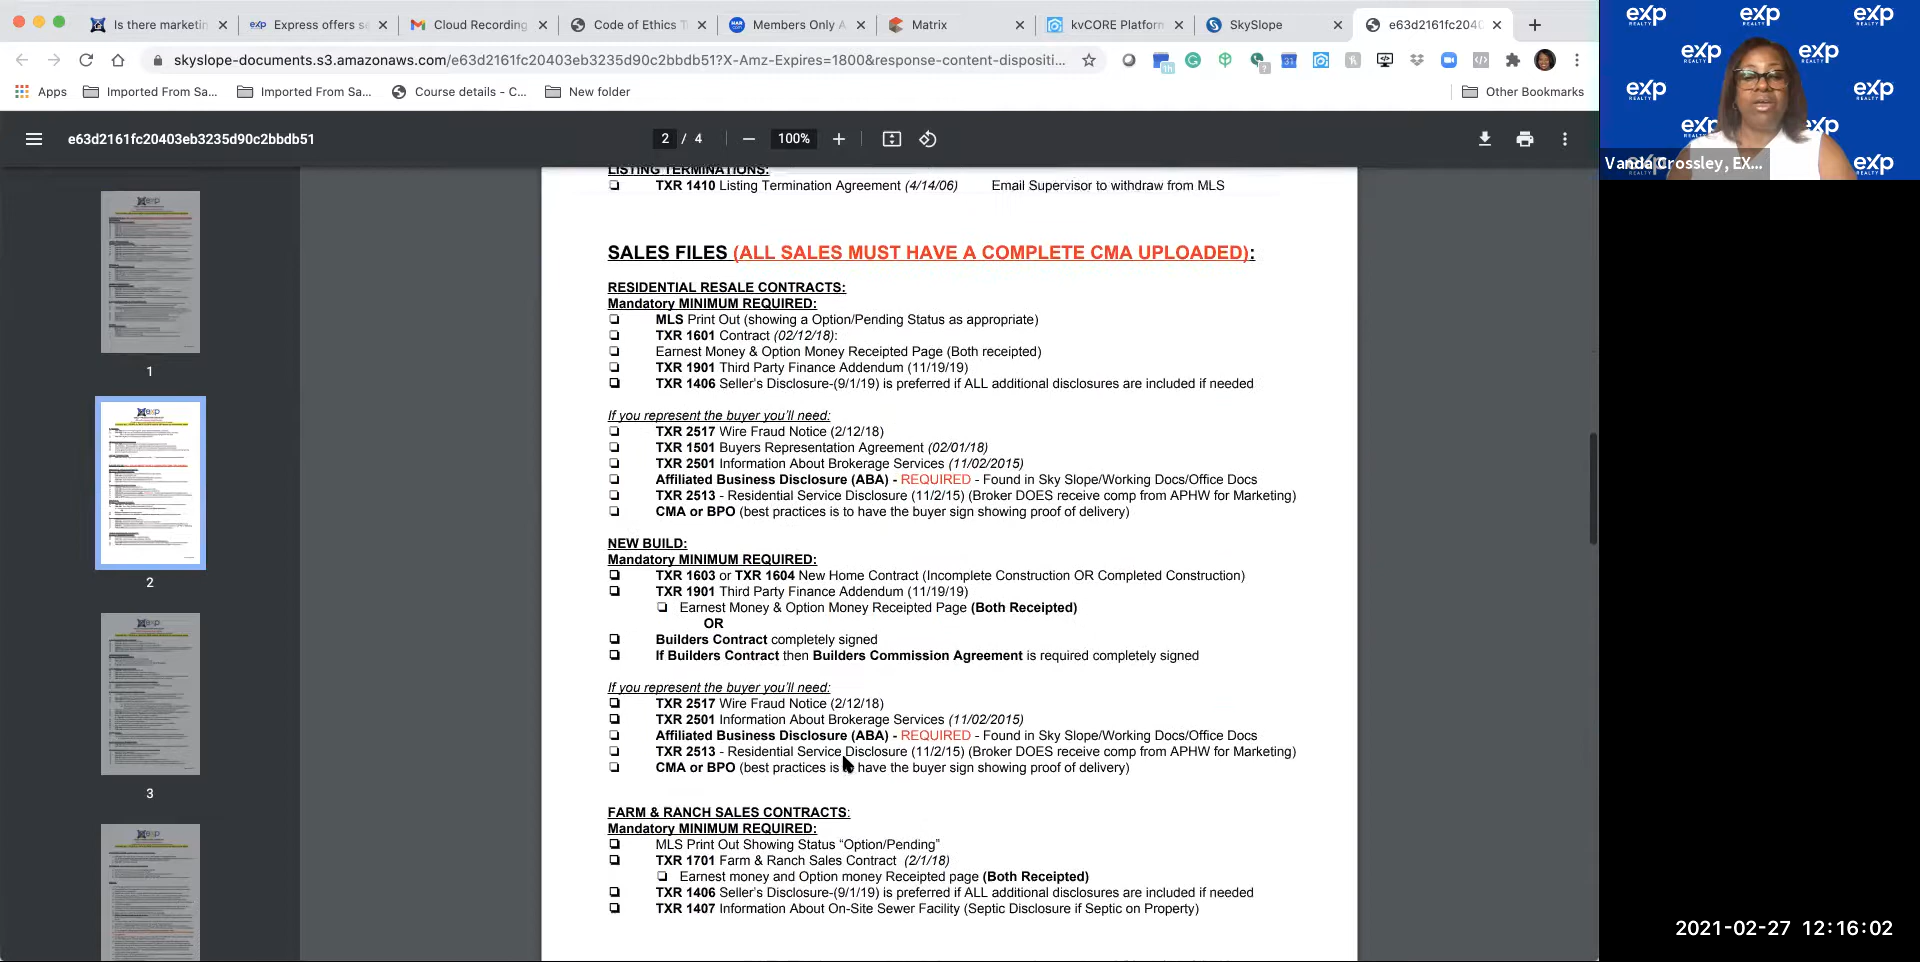 Is there marketin
Express offers se
Cloud Recording
Code of Ethics T
Members Only A
Matrix
kvCORE Platform
SkySlope
e63d2161fc2040
skyslope-documents.s3.amazonaws.com/e63d2161fc20403eb3235d90c2bbdb51?X-Amz-Expires=1800&response-content-dispositi...
Apps
Imported From Sa...
Imported From Sa...
Course details - C...
New folder
Other Bookmarks
e63d2161fc20403eb3235d90c2bbdb51
2 / 4
100%
1
2
3
LISTING TERMINATIONS:
TXR 1410 Listing Termination Agreement (4/14/06) Email Supervisor to withdraw from MLS
SALES FILES (ALL SALES MUST HAVE A COMPLETE CMA UPLOADED):
RESIDENTIAL RESALE CONTRACTS:
Mandatory MINIMUM REQUIRED:
MLS Print Out (showing a Option/Pending Status as appropriate)
TXR 1601 Contract (02/12/18):
Earnest Money & Option Money Receipted Page (Both receipted)
TXR 1901 Third Party Finance Addendum (11/19/19)
TXR 1406 Seller's Disclosure-(9/1/19) is preferred if ALL additional disclosures are included if needed
If you represent the buyer you'll need:
TXR 2517 Wire Fraud Notice (2/12/18)
TXR 1501 Buyers Representation Agreement (02/01/18)
TXR 2501 Information About Brokerage Services (11/02/2015)
Affiliated Business Disclosure (ABA) - REQUIRED - Found in Sky Slope/Working Docs/Office Docs
TXR 2513 - Residential Service Disclosure (11/2/15) (Broker DOES receive comp from APHW for Marketing)
CMA or BPO (best practices is to have the buyer sign showing proof of delivery)
NEW BUILD:
Mandatory MINIMUM REQUIRED:
TXR 1603 or TXR 1604 New Home Contract (Incomplete Construction OR Completed Construction)
TXR 1901 Third Party Finance Addendum (11/19/19)
Earnest Money & Option Money Receipted Page (Both Receipted)
OR
Builders Contract completely signed
If Builders Contract then Builders Commission Agreement is required completely signed
If you represent the buyer you'll need:
TXR 2517 Wire Fraud Notice (2/12/18)
TXR 2501 Information About Brokerage Services (11/02/2015)
Affiliated Business Disclosure (ABA) - REQUIRED - Found in Sky Slope/Working Docs/Office Docs
TXR 2513 - Residential Service Disclosure (11/2/15) (Broker DOES receive comp from APHW for Marketing)
CMA or BPO (best practices is have the buyer sign showing proof of delivery)
FARM & RANCH SALES CONTRACTS:
Mandatory MINIMUM REQUIRED:
MLS Print Out Showing Status “Option/Pending”
TXR 1701 Farm & Ranch Sales Contract (2/1/18)
Earnest money and Option money Receipted page (Both Receipted)
TXR 1406 Seller's Disclosure-(9/1/19) is preferred if ALL additional disclosures are included if needed
TXR 1407 Information About On-Site Sewer Facility (Septic Disclosure if Septic on Property)
exp REALTY
exp REALTY
exp REALTY
exp REALTY
exp REALTY
exp REALTY
exp REALTY
Vanda Crossley, EX...
2021-02-27 12:16:02